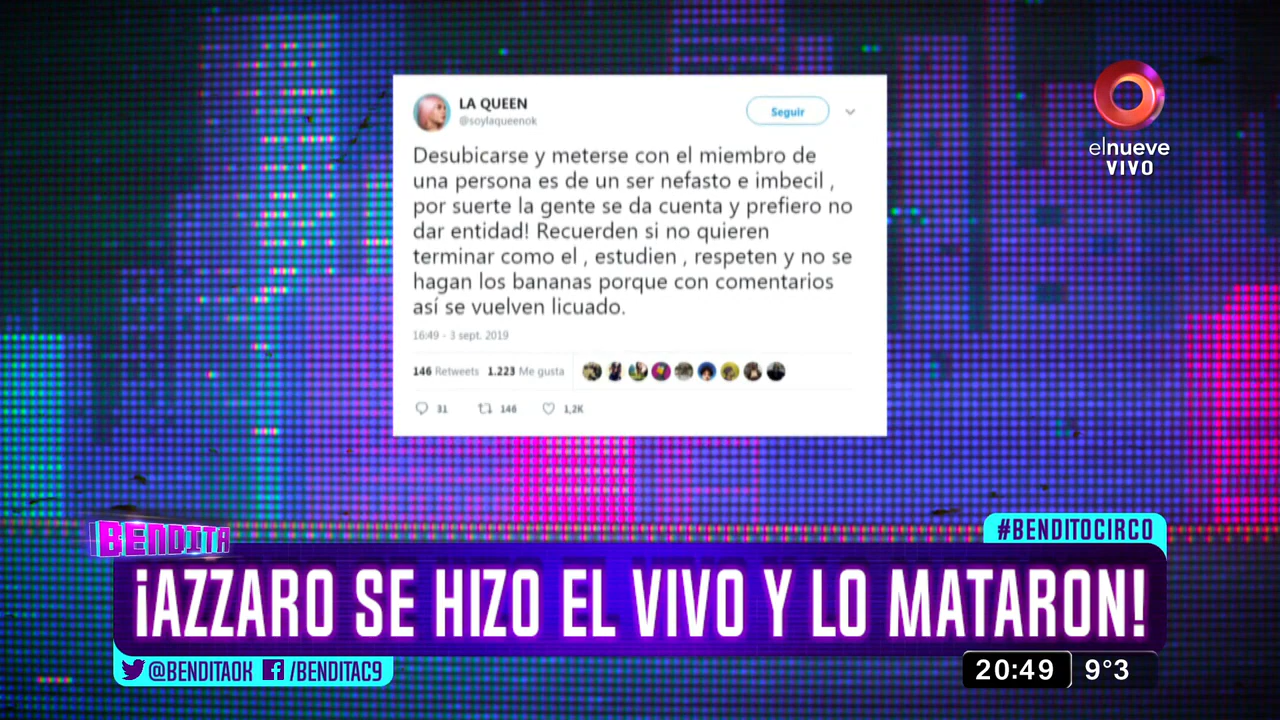 LA QUEEN
@soylaqueenok
Seguir
Desubicarse y meterse con el miembro de
una persona es de un ser nefasto e imbecil ,
por suerte la gente se da cuenta y prefiero no
dar entidad! Recuerden si no quieren
terminar como el , estudien , respeten y no se
hagan los bananas porque con comentarios
así se vuelven licuado.
16:49 - 3 sept. 2019
146 Retweets 1.223 Me gusta
31 146 1,2K
elnueve
VIVO
BENDITA
#BENDITOCIRCO
¡AZZARO SE HIZO EL VIVO Y LO MATARON!
@BENDITAOK /BENDITAC9
20:49 9°3